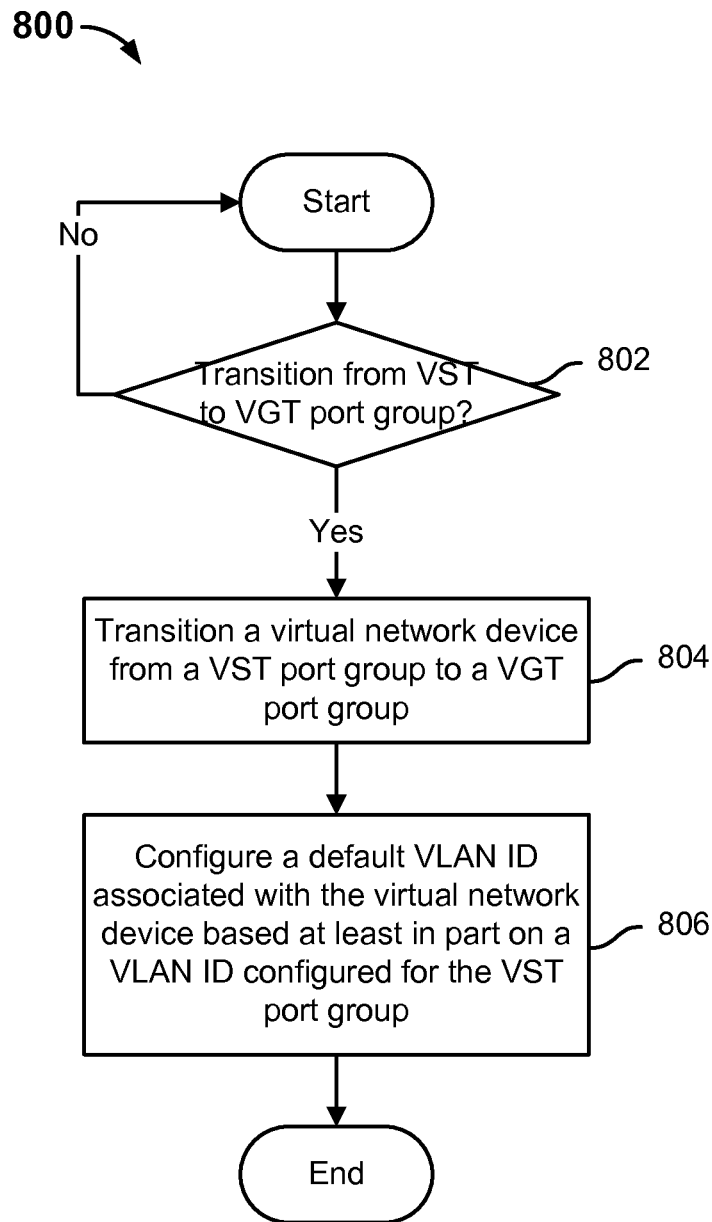 800
Start
No
Transition from VST
to VGT port group?
802
Yes
Transition a virtual network device
from a VST port group to a VGT
port group
804
Configure a default VLAN ID
associated with the virtual network
device based at least in part on a
VLAN ID configured for the VST
port group
806
End